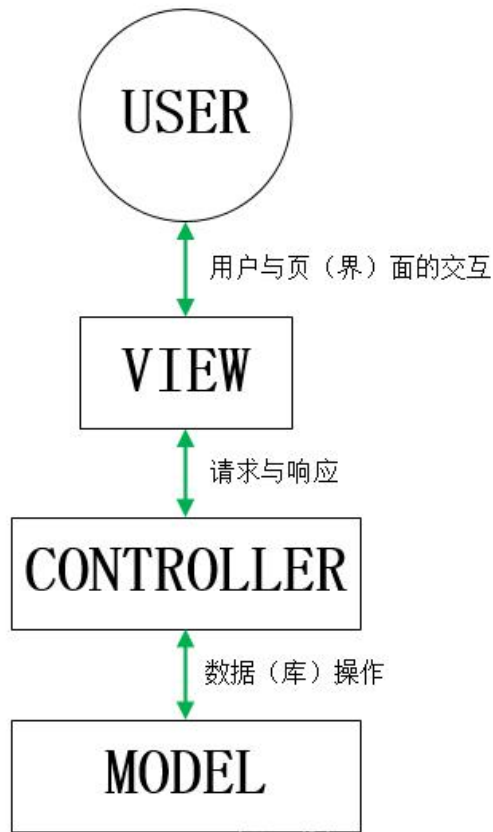 USER
用户与页（界）面的交互
VIEW
请求与响应
CONTROLLER
数据（库）操作
MODEL